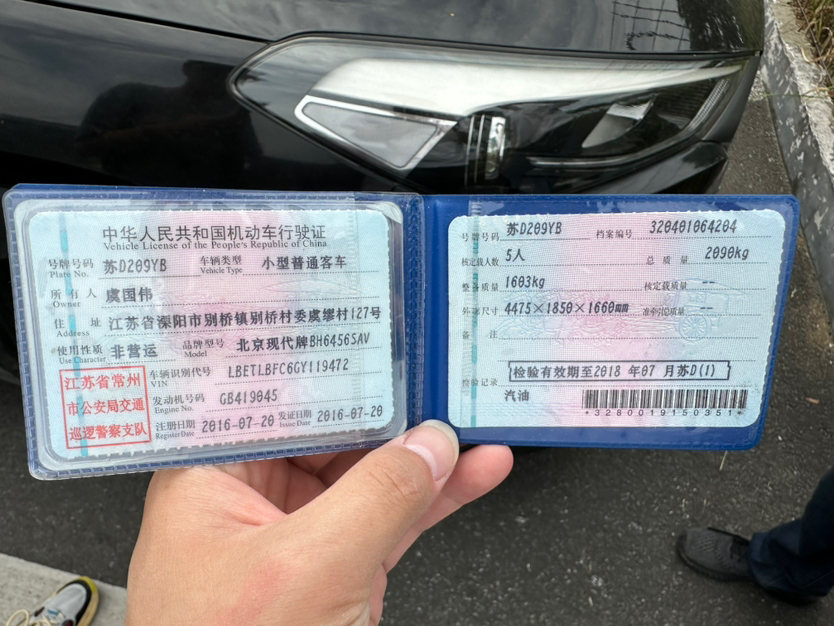 中华人民共和国机动车行驶证
Vehicle License of the People's Republic of China
号牌号码 苏D209YB 车辆类型 小型普通客车
Plate No. Vehicle Type
所有人 虞国伟
Owner
住址 江苏省溧阳市别桥镇别桥村委虞缪村127号
Address
使用性质 非营运 品牌型号 北京现代牌BH6456SAV
Use Character Model
江苏省常州
市公安局交通
巡逻警察支队
车辆识别代号 LBETLBFC6GY119472
VIN
发动机号码 GB419045
Engine No.
注册日期 2016-07-20 发证日期 2016-07-20
Register Date Issue Date
号牌号码 苏D209YB 档案编号 320401064204
核定载人数 5人 总质量 2090kg
整备质量 1603kg 核定载质量 --
外廓尺寸 4475×1850×1660mm 准牵引总质量 --
备注
检验记录 检验有效期至2018 年07 月苏D(1)
汽油
*3280019150351*